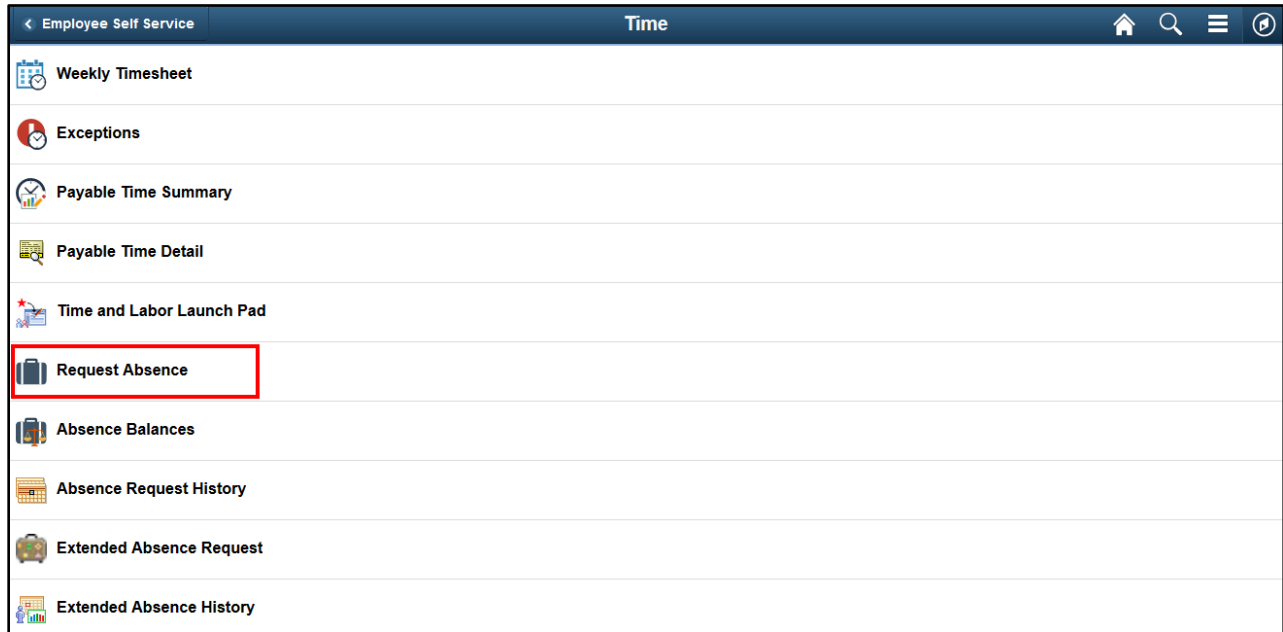 Employee Self Service
Time
Weekly Timesheet
Exceptions
Payable Time Summary
Payable Time Detail
Time and Labor Launch Pad
Request Absence
Absence Balances
Absence Request History
Extended Absence Request
Extended Absence History